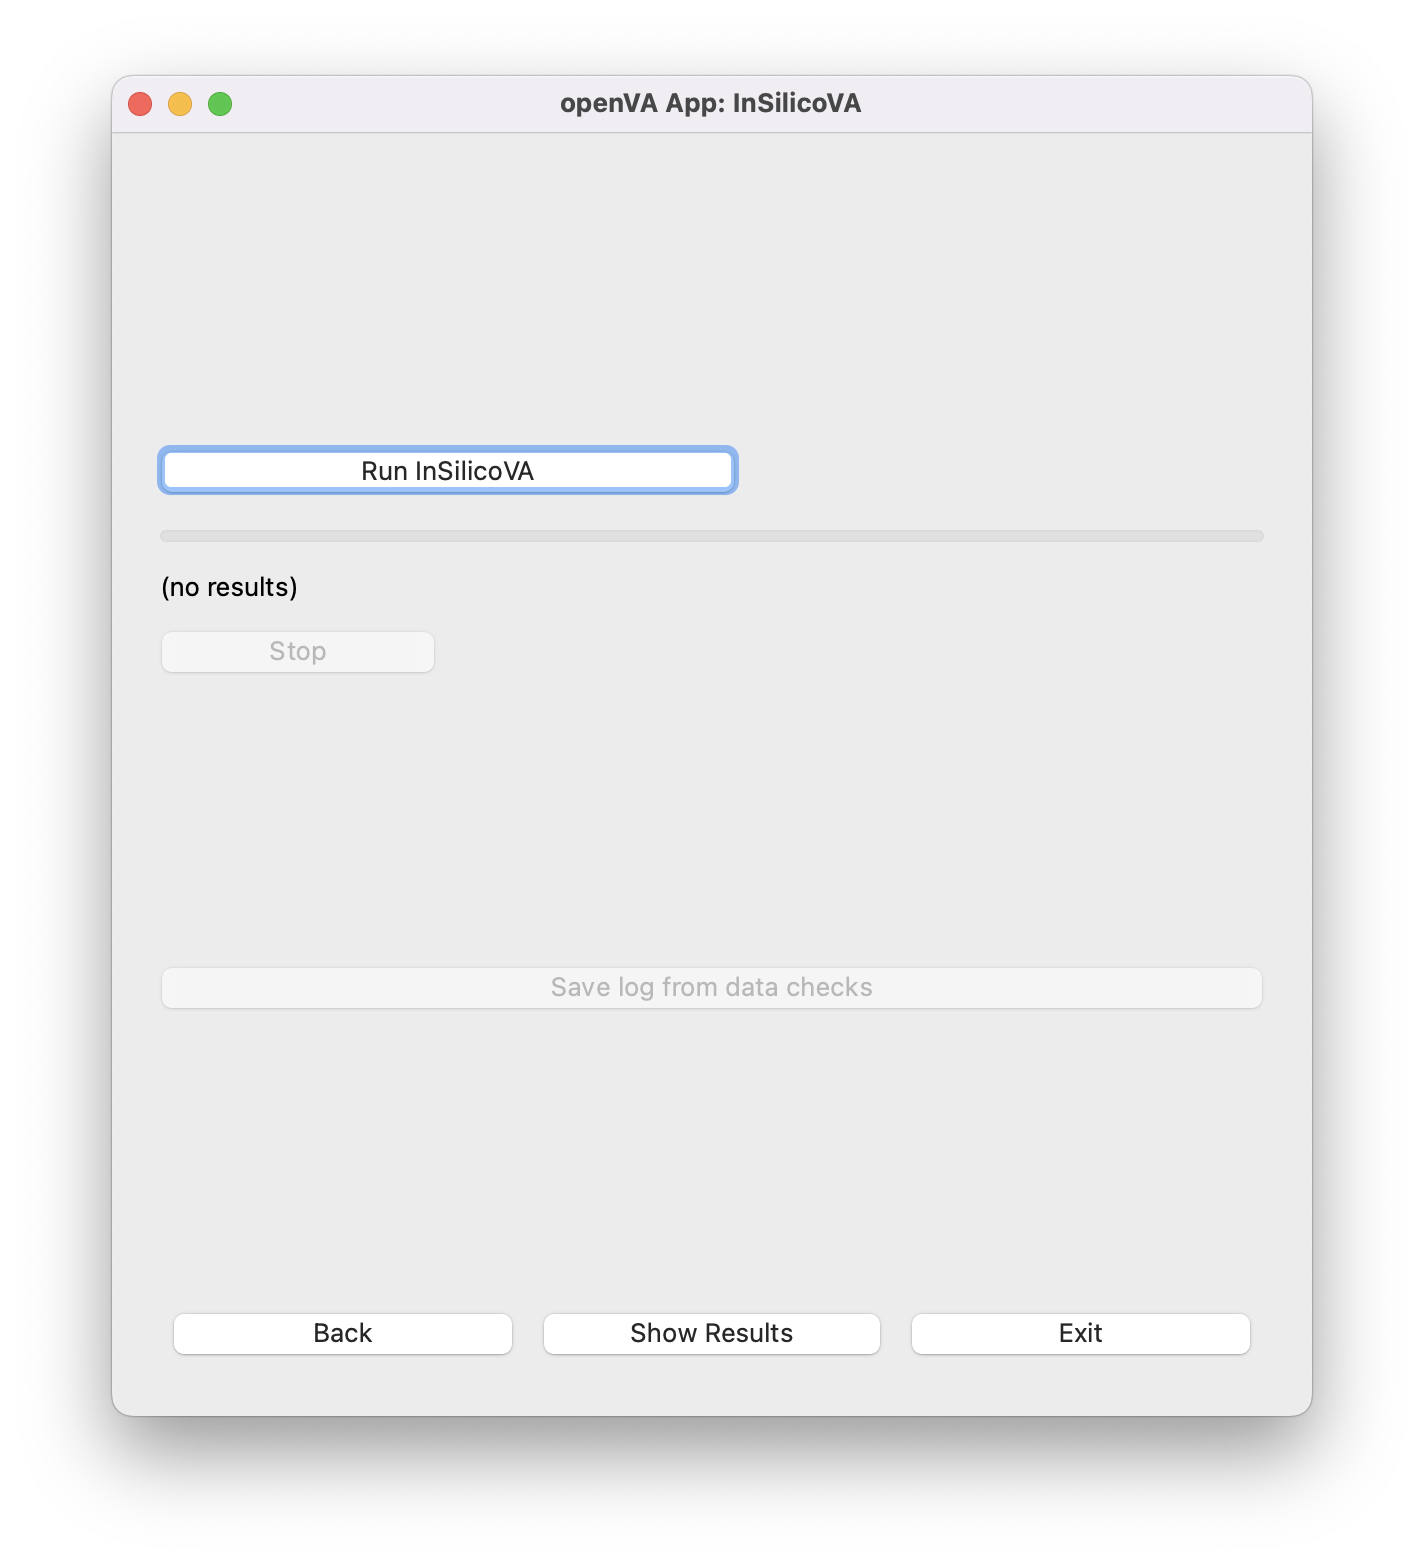 openVA App: InSilicoVA
Run InSilicoVA
(no results)
Stop
Save log from data checks
Back
Show Results
Exit